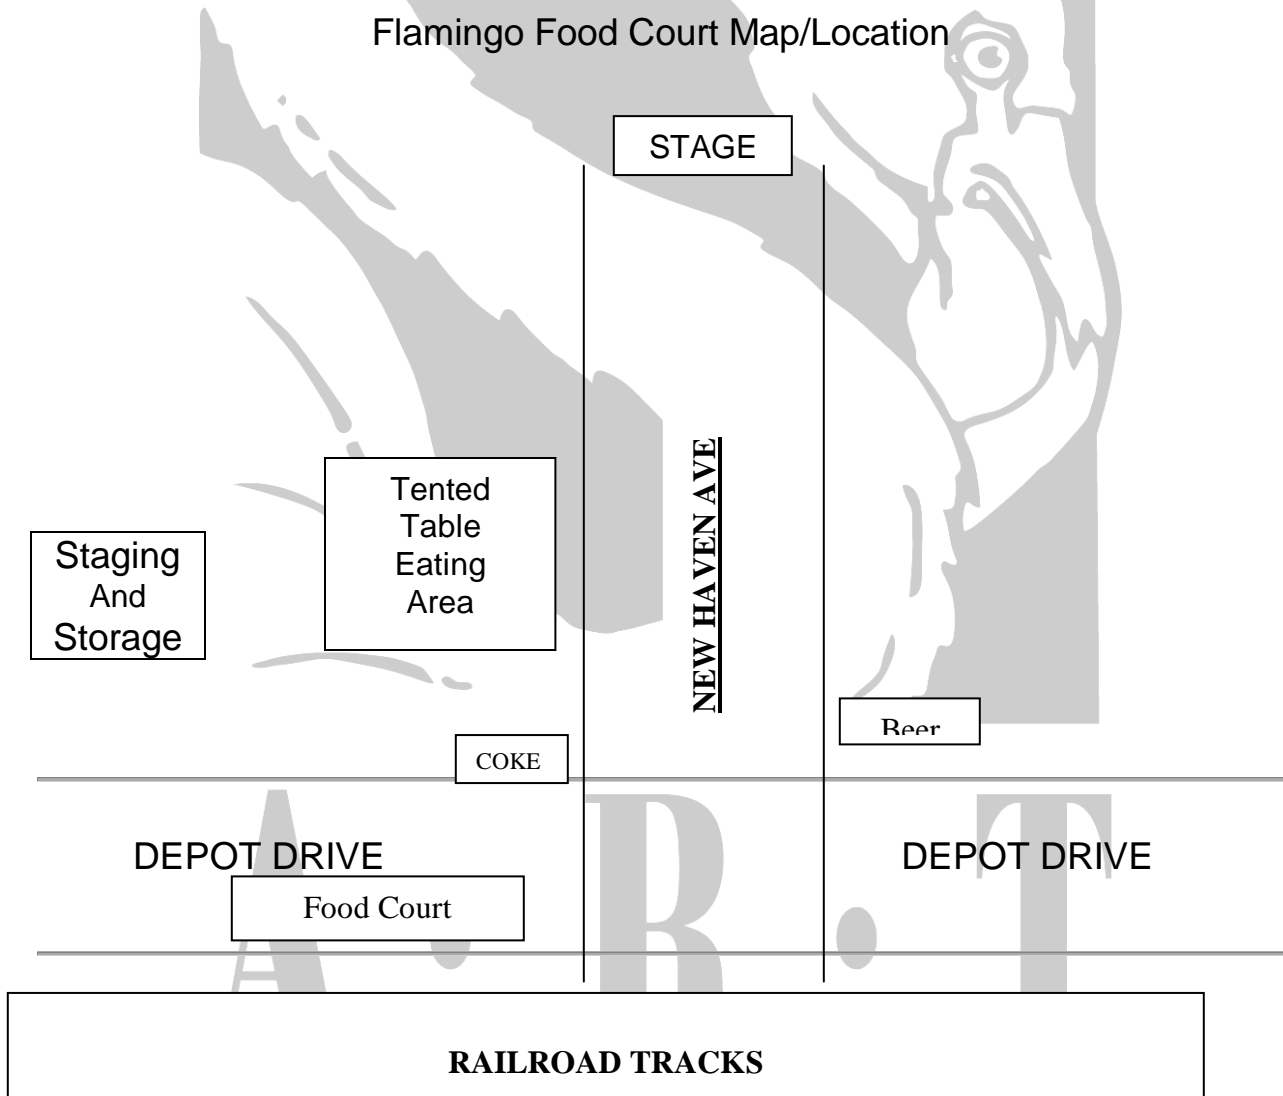 Flamingo Food Court Map/Location
STAGE
NEW HAVEN AVE
Tented
Table
Eating
Area
Staging
And
Storage
Beer
COKE
DEPOT DRIVE
DEPOT DRIVE
Food Court
A • R • T
RAILROAD TRACKS